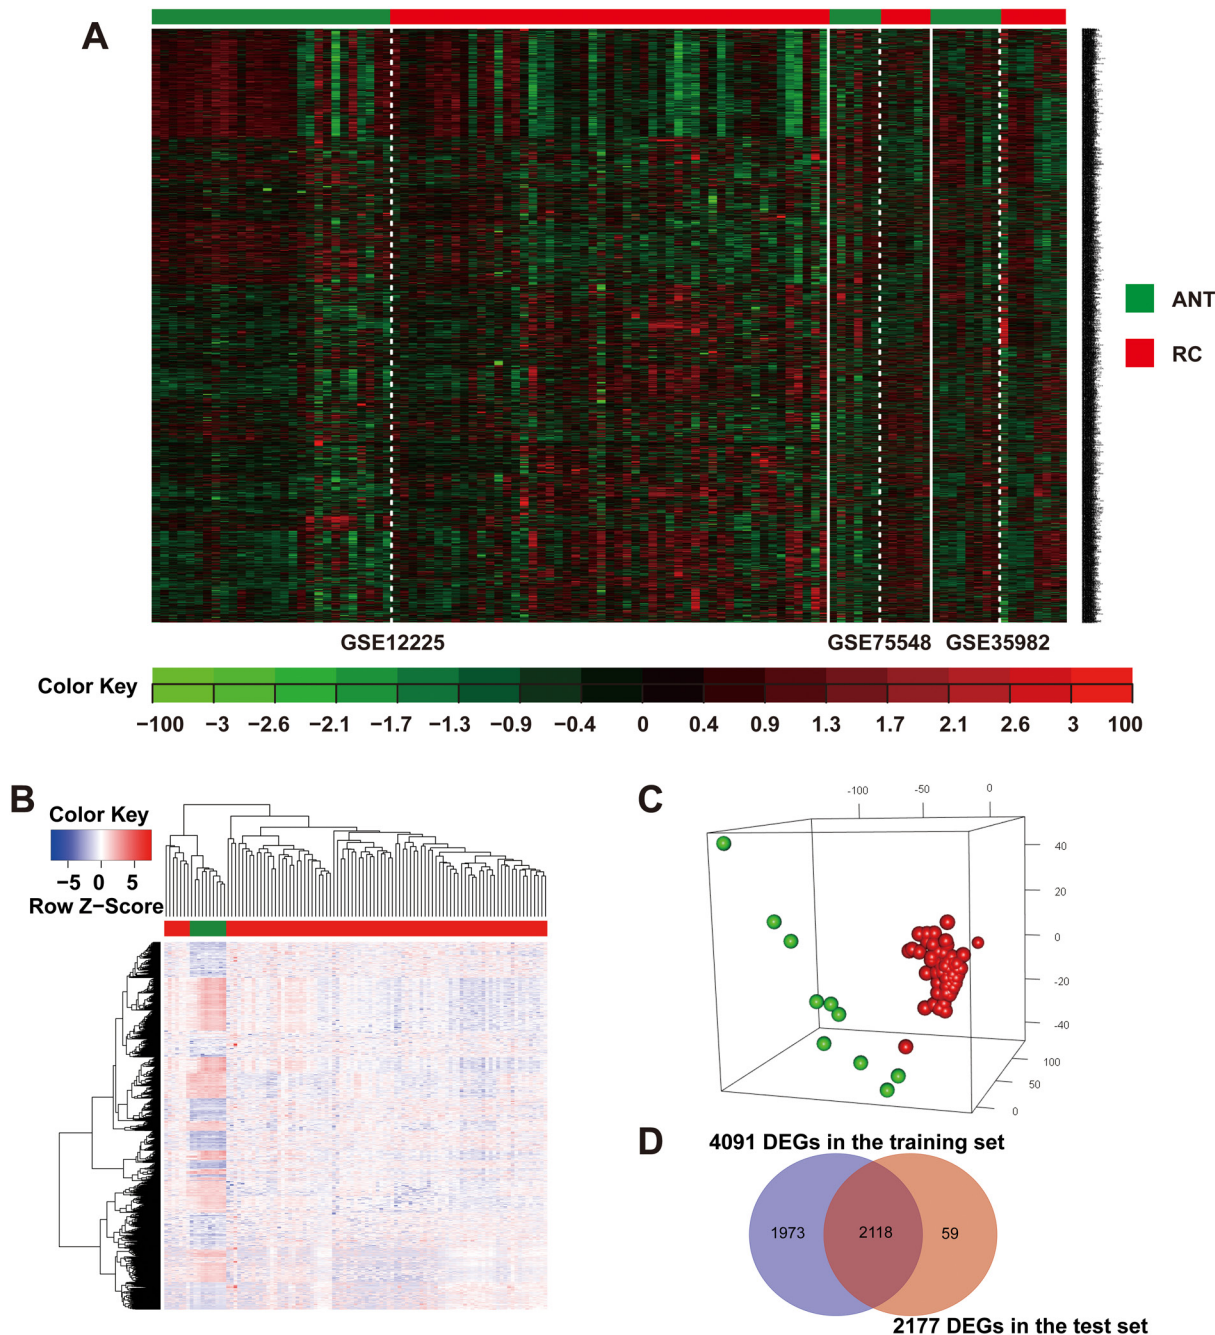 A
ANT
RC
GSE12225
GSE75548
GSE35982
Color Key
−100 −3 −2.6 −2.1 −1.7 −1.3 −0.9 −0.4 0 0.4 0.9 1.3 1.7 2.1 2.6 3 100
B
Color Key
−5 0 5
Row Z−Score
C
-100 -50 0
40
20
0
-20
-40
100
50
0
D
4091 DEGs in the training set
1973 2118 59
2177 DEGs in the test set